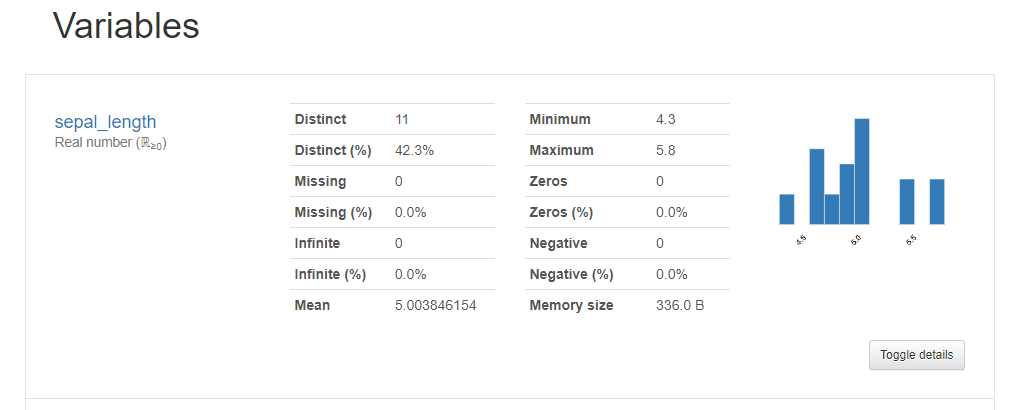 Variables
sepal_length
Real number (ℝ≥0)
Distinct 11
Distinct (%) 42.3%
Missing 0
Missing (%) 0.0%
Infinite 0
Infinite (%) 0.0%
Mean 5.003846154
Minimum 4.3
Maximum 5.8
Zeros 0
Zeros (%) 0.0%
Negative 0
Negative (%) 0.0%
Memory size 336.0 B
4.5
5.0
5.5
Toggle details